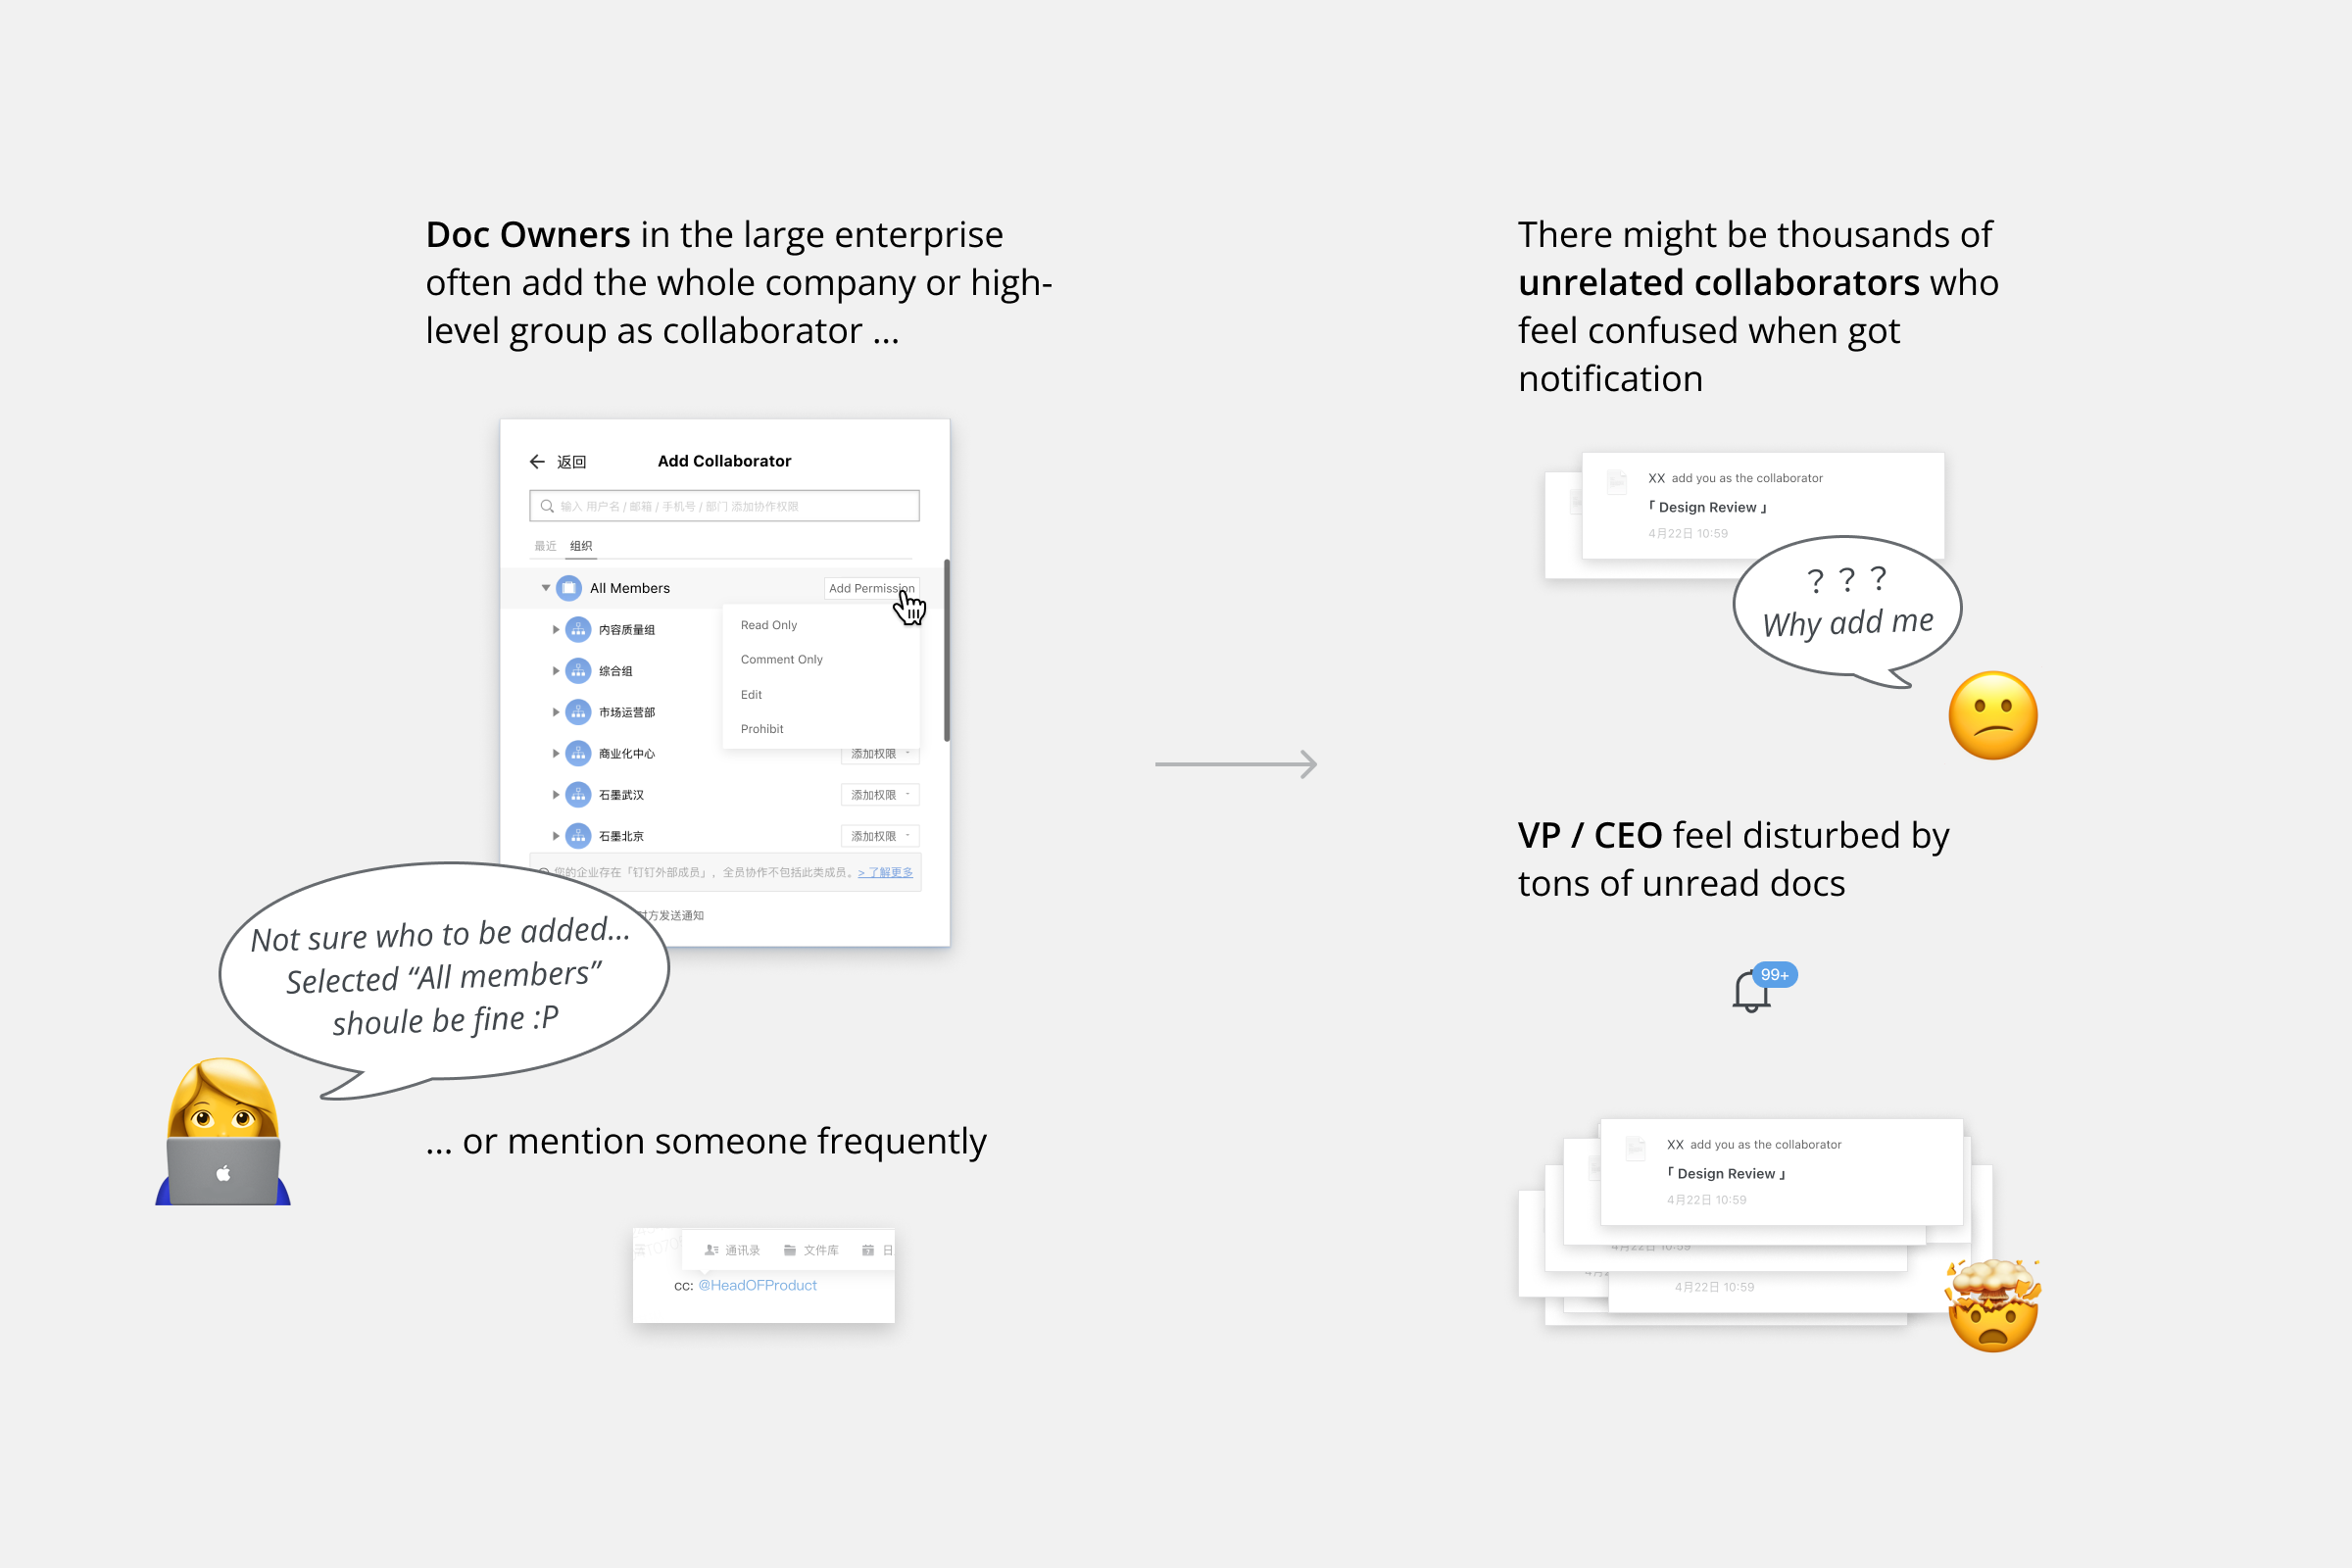 Doc Owners in the large enterprise
often add the whole company or high-
level group as collaborator ...
返回
Add Collaborator
输入 用户名 / 邮箱 / 手机号 / 部门 添加协作权限
最近 组织
All Members
Add Permission
内容质量组
Read Only
综合组
Comment Only
Edit
市场运营部
Prohibit
商业化中心
添加权限
石墨武汉
添加权限
石墨北京
添加权限
您的企业存在「钉钉外部成员」，全员协作不包括此类成员。> 了解更多
对方发送通知
Not sure who to be added...
Selected “All members”
shoule be fine :P
... or mention someone frequently
通讯录 文件库 日
cc: @HeadOFProduct
There might be thousands of
unrelated collaborators who
feel confused when got
notification
XX add you as the collaborator
「 Design Review 」
4月22日 10:59
? ? ?
Why add me
VP / CEO feel disturbed by
tons of unread docs
99+
XX add you as the collaborator
「 Design Review 」
4月22日 10:59
4月22日 10:59
4月22日 10:59